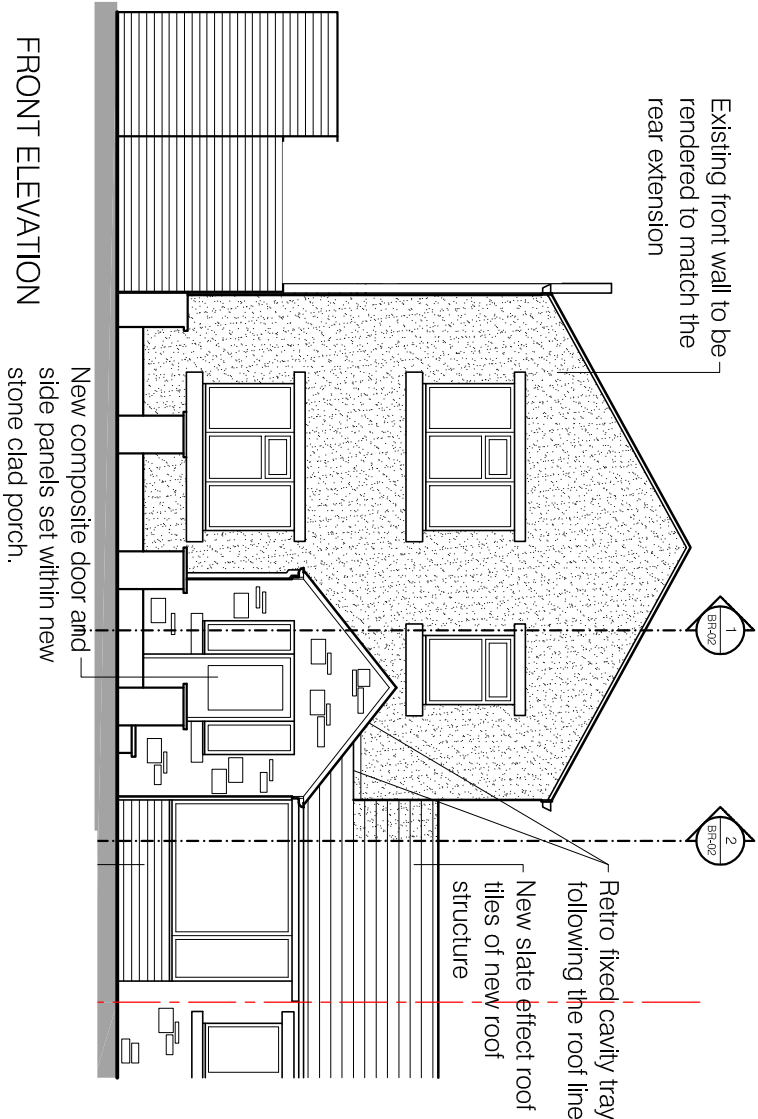 Existing front wall to be
rendered to match the
rear extension
1
BR-02
2
BR-02
Retro fixed cavity tray
following the roof line
New slate effect roof
tiles of new roof
structure
New composite door and
side panels set within new
stone clad porch.
FRONT ELEVATION